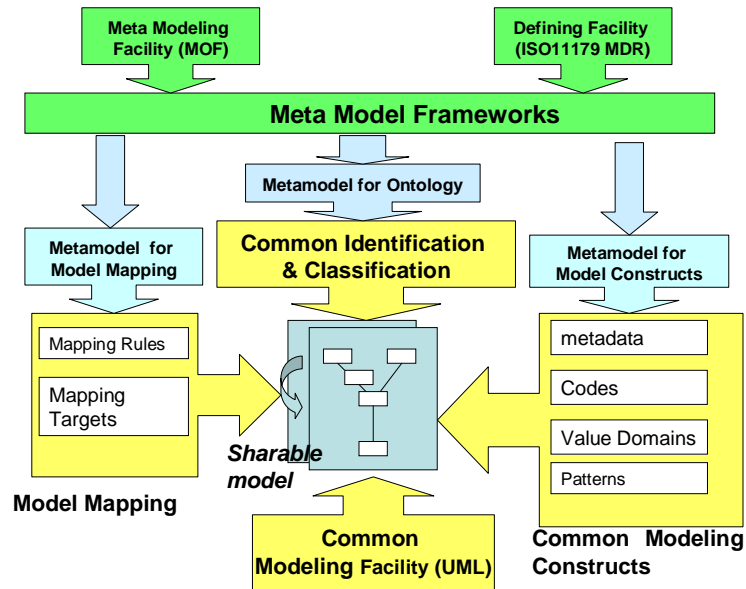 Meta Modeling
Facility (MOF)
Defining Facility
(ISO11179 MDR)
Meta Model Frameworks
Metamodel for Ontology
Common Identification
& Classification
Metamodel for
Model Mapping
Metamodel for
Model Constructs
Mapping Rules
Mapping
Targets
metadata
Codes
Value Domains
Patterns
Sharable
model
Model Mapping
Common
Modeling Facility (UML)
Common Modeling
Constructs